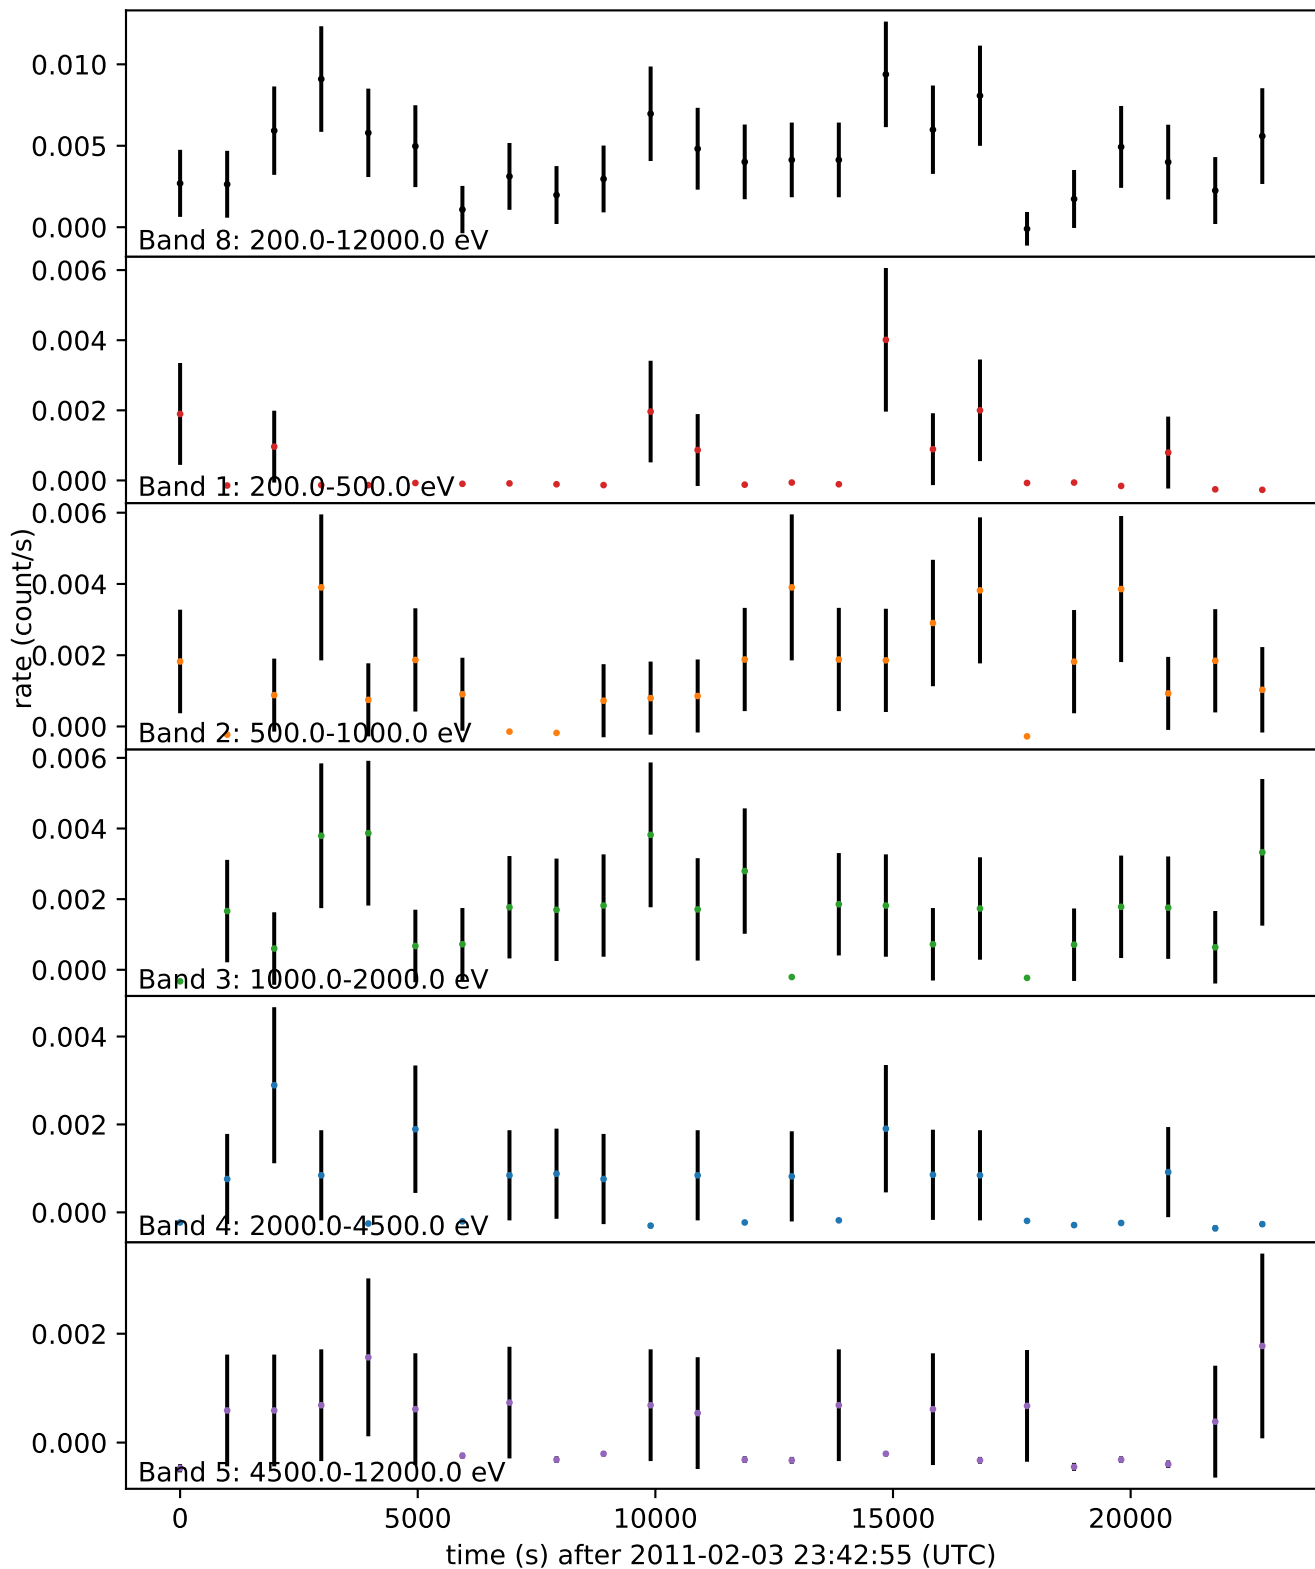 0.010
0.005
0.000
Band 8: 200.0-12000.0 eV
0.006
0.004
0.002
0.000
Band 1: 200.0-500.0 eV
rate (count/s)
0.006
0.004
0.002
0.000
Band 2: 500.0-1000.0 eV
0.006
0.004
0.002
0.000
Band 3: 1000.0-2000.0 eV
0.004
0.002
0.000
Band 4: 2000.0-4500.0 eV
0.002
0.000
Band 5: 4500.0-12000.0 eV
0 5000 10000 15000 20000
time (s) after 2011-02-03 23:42:55 (UTC)